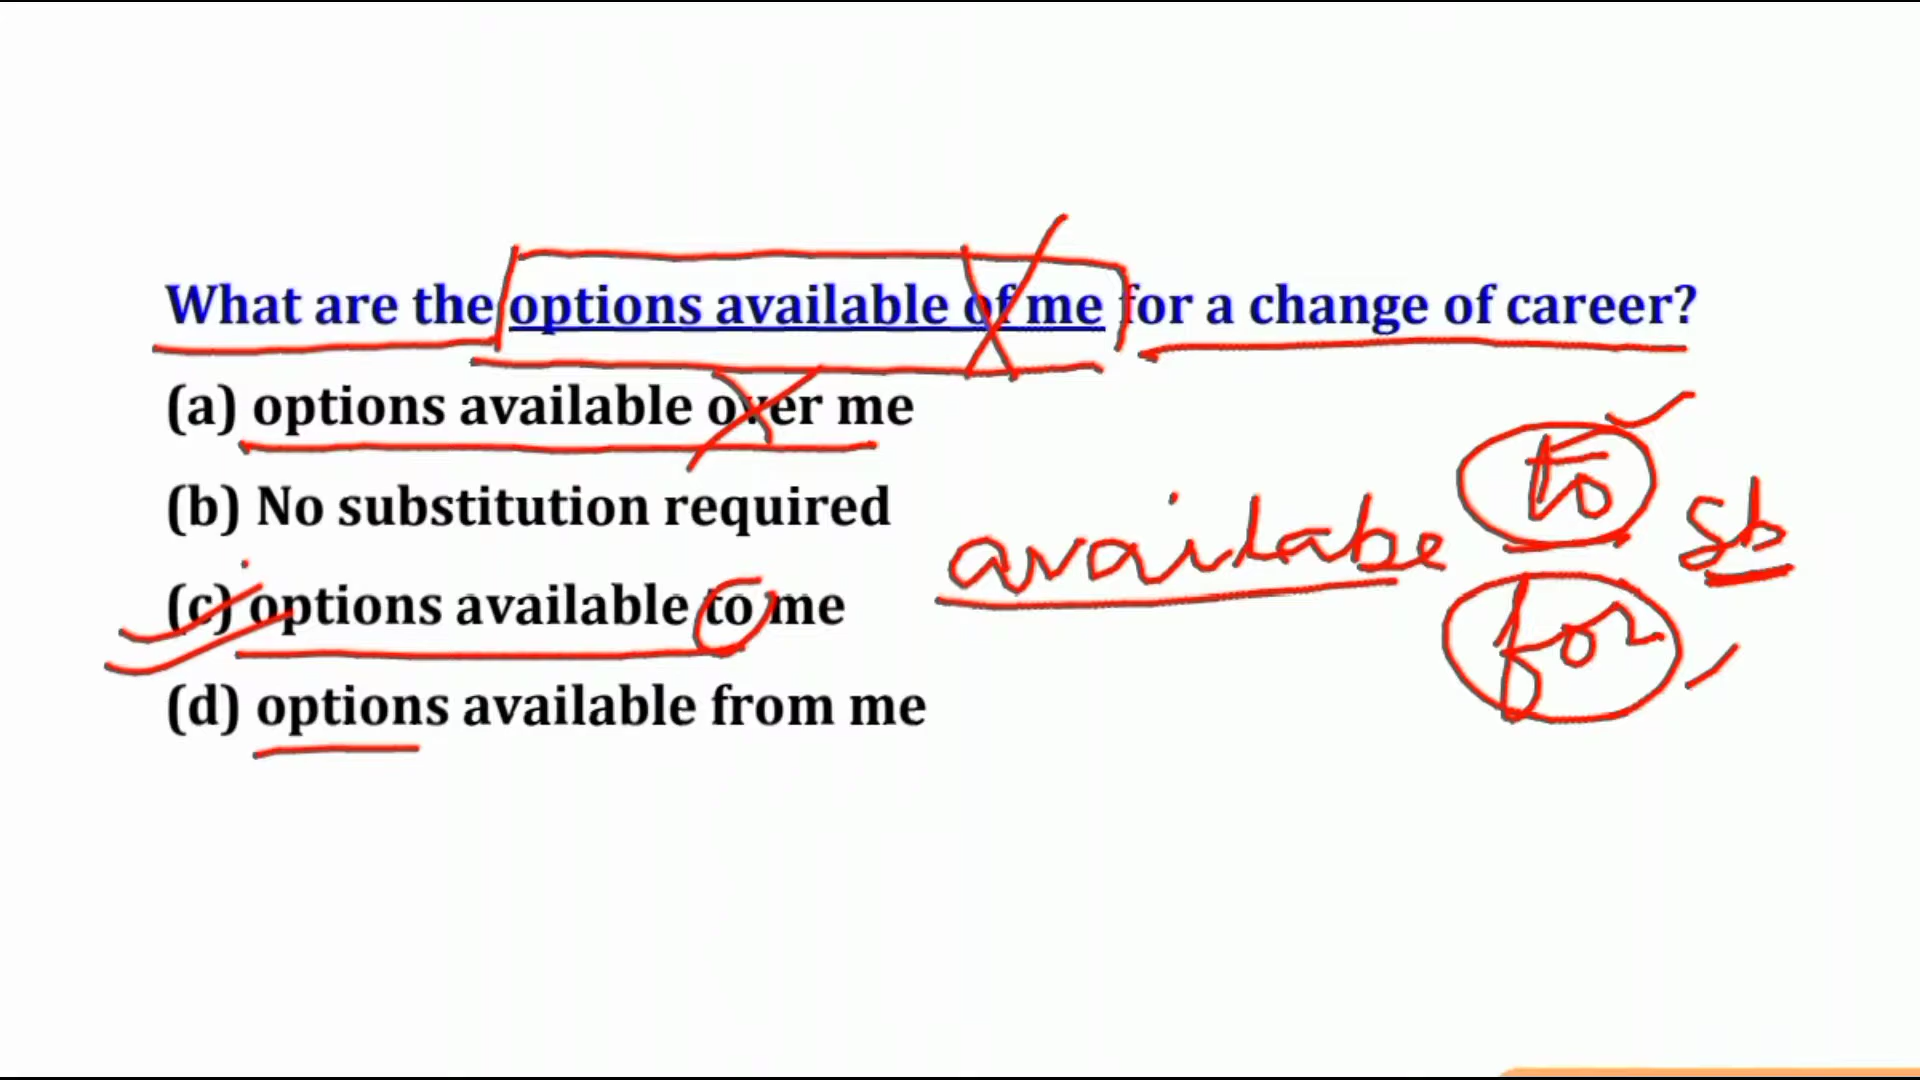 What are the options available of me for a change of career?
(a) options available over me
(b) No substitution required
(c) options available to me
(d) options available from me
availabe to sb
for